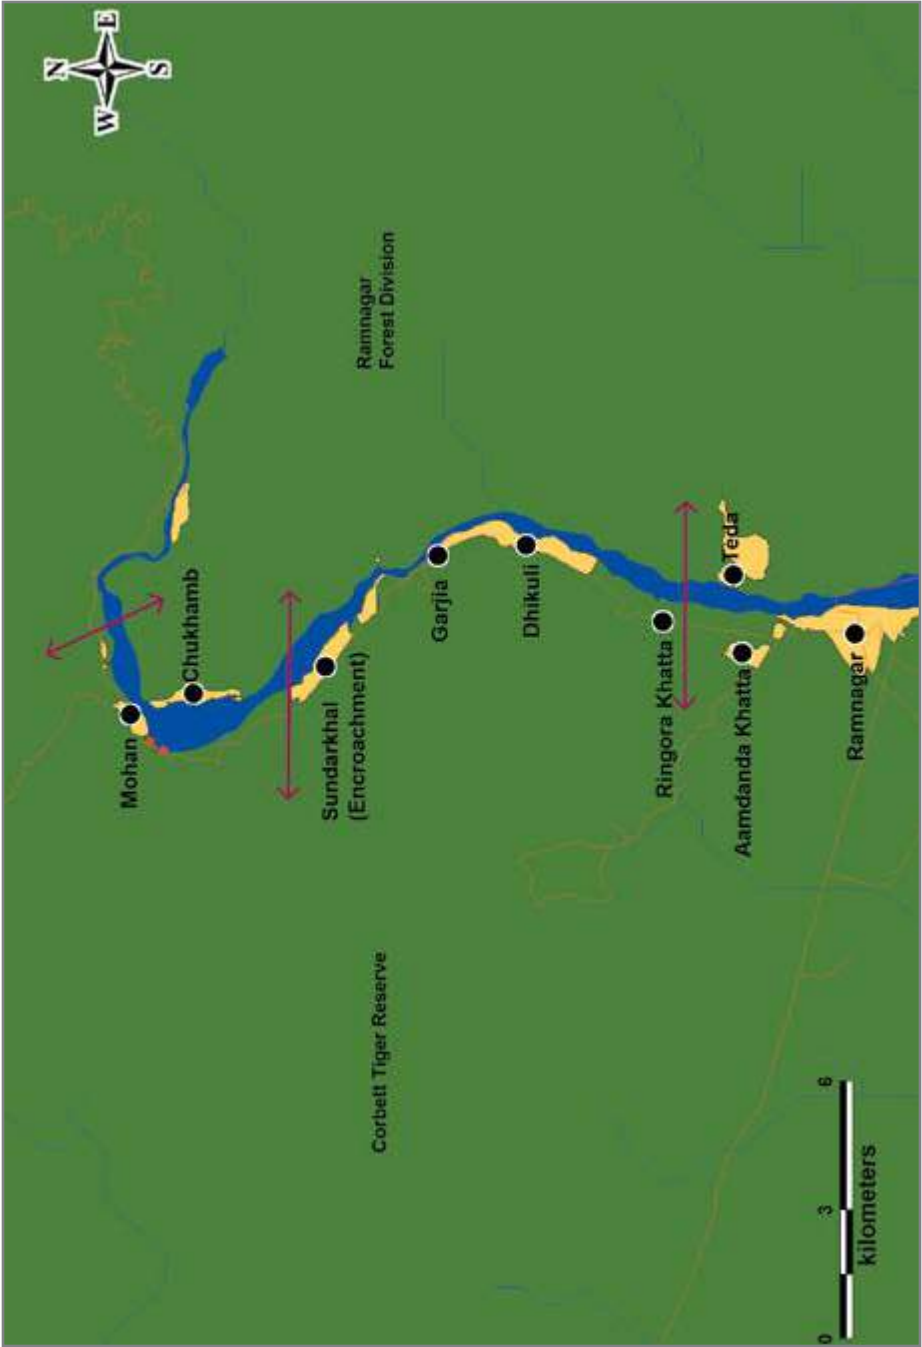 N
E
W
S
Ramnagar
Forest Division
Mohan
Chukhamb
Sundarkhal
(Encroachment)
Garjia
Dhikuli
Ringora Khatta
Teda
Aamdanda Khatta
Ramnagar
Corbett Tiger Reserve
0 3 6
kilometers